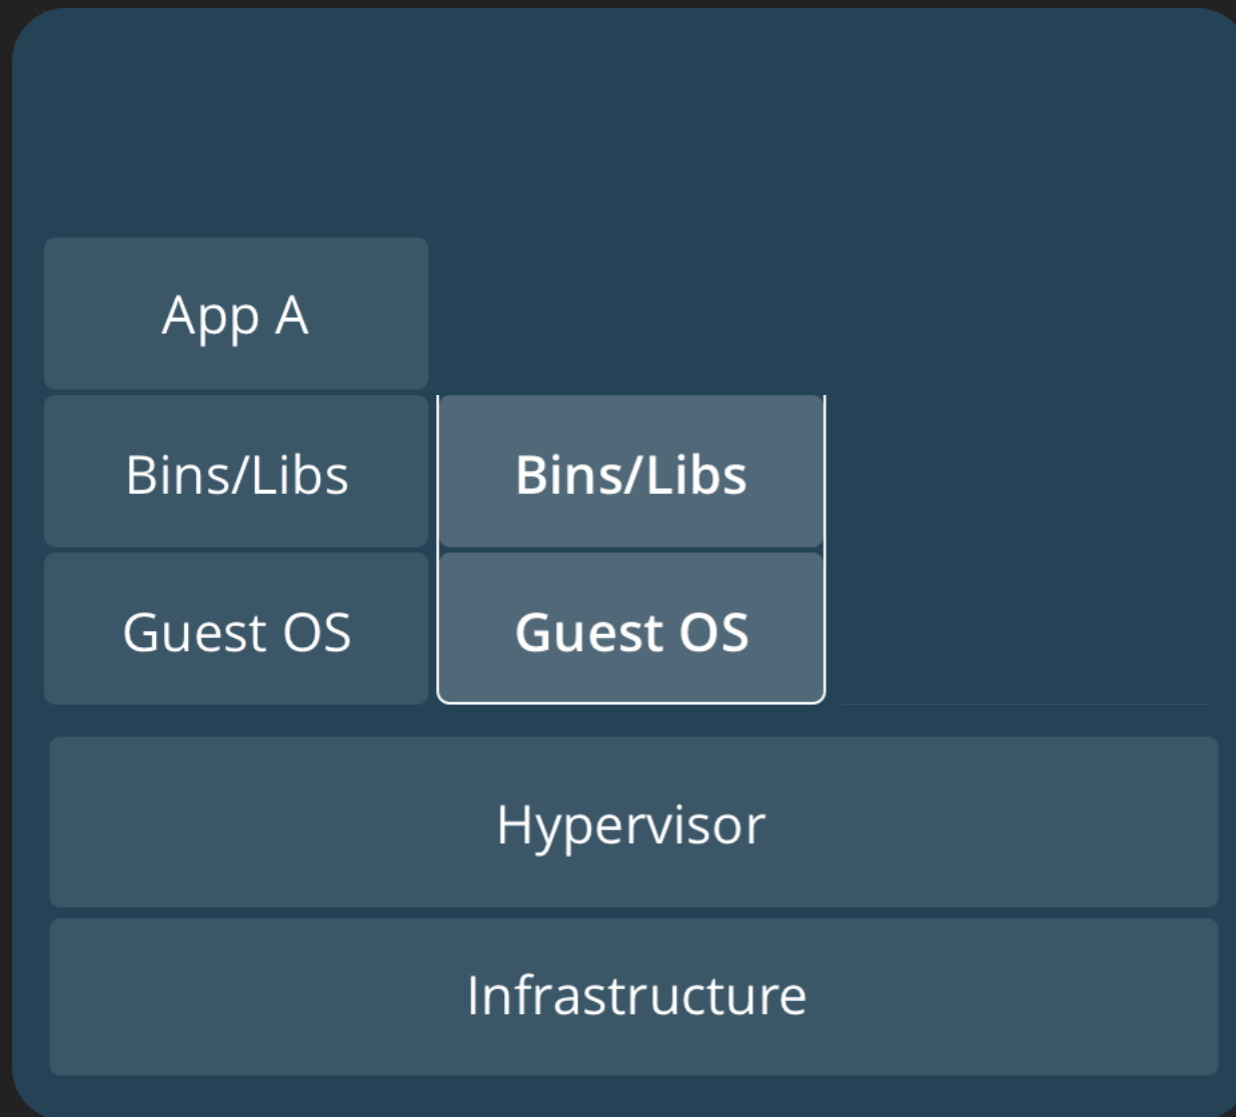 App A
Bins/Libs
Bins/Libs
Guest OS
Guest OS
Hypervisor
Infrastructure